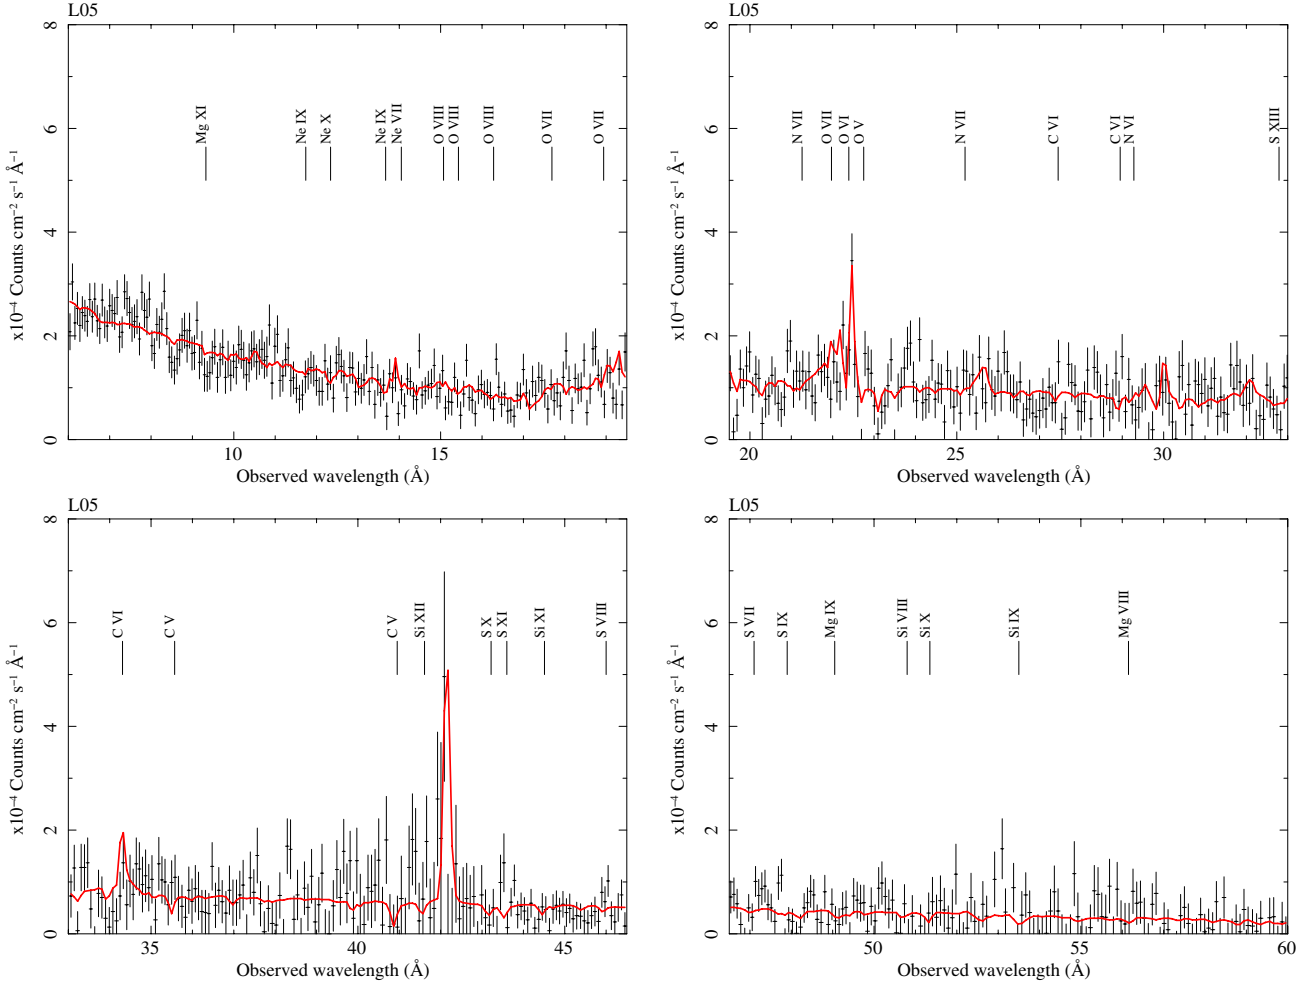 L05
8
6
4
2
0
x10⁻⁴ Counts cm⁻² s⁻¹ Å⁻¹
Mg XI
Ne IX
Ne X
Ne IX
Ne VII
O VIII
O VIII
O VIII
O VII
O VII
10 15
Observed wavelength (Å)
L05
8
6
4
2
0
x10⁻⁴ Counts cm⁻² s⁻¹ Å⁻¹
N VII
O VII
O VI
O V
N VII
C VI
C VI
N VI
S XIII
20 25 30
Observed wavelength (Å)
L05
8
6
4
2
0
x10⁻⁴ Counts cm⁻² s⁻¹ Å⁻¹
C VI
C V
C V
Si XII
S X
S XI
Si XI
S VIII
35 40 45
Observed wavelength (Å)
L05
8
6
4
2
0
x10⁻⁴ Counts cm⁻² s⁻¹ Å⁻¹
S VII
S IX
Mg IX
Si VIII
Si X
Si IX
Mg VIII
50 55 60
Observed wavelength (Å)